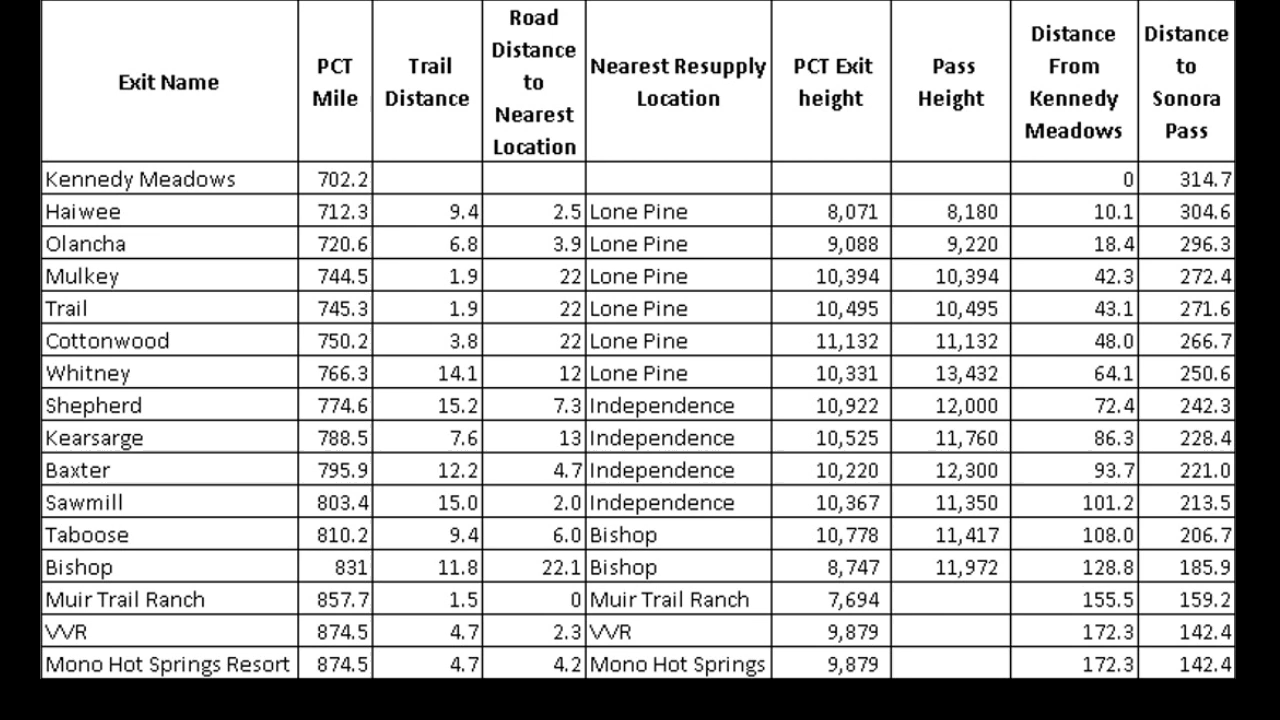 Exit Name PCT Mile Trail Distance Road Distance to Nearest Location Nearest Resupply Location PCT Exit height Pass Height Distance From Kennedy Meadows Distance to Sonora Pass
Kennedy Meadows 702.2 0 314.7
Haiwee 712.3 9.4 2.5 Lone Pine 8,071 8,180 10.1 304.6
Olancha 720.6 6.8 3.9 Lone Pine 9,088 9,220 18.4 296.3
Mulkey 744.5 1.9 22 Lone Pine 10,394 10,394 42.3 272.4
Trail 745.3 1.9 22 Lone Pine 10,495 10,495 43.1 271.6
Cottonwood 750.2 3.8 22 Lone Pine 11,132 11,132 48.0 266.7
Whitney 766.3 14.1 12 Lone Pine 10,331 13,432 64.1 250.6
Shepherd 774.6 15.2 7.3 Independence 10,922 12,000 72.4 242.3
Kearsarge 788.5 7.6 13 Independence 10,525 11,760 86.3 228.4
Baxter 795.9 12.2 4.7 Independence 10,220 12,300 93.7 221.0
Sawmill 803.4 15.0 2.0 Independence 10,367 11,350 101.2 213.5
Taboose 810.2 9.4 6.0 Bishop 10,778 11,417 108.0 206.7
Bishop 831 11.8 22.1 Bishop 8,747 11,972 128.8 185.9
Muir Trail Ranch 857.7 1.5 0 Muir Trail Ranch 7,694 155.5 159.2
VVR 874.5 4.7 2.3 VVR 9,879 172.3 142.4
Mono Hot Springs Resort 874.5 4.7 4.2 Mono Hot Springs 9,879 172.3 142.4